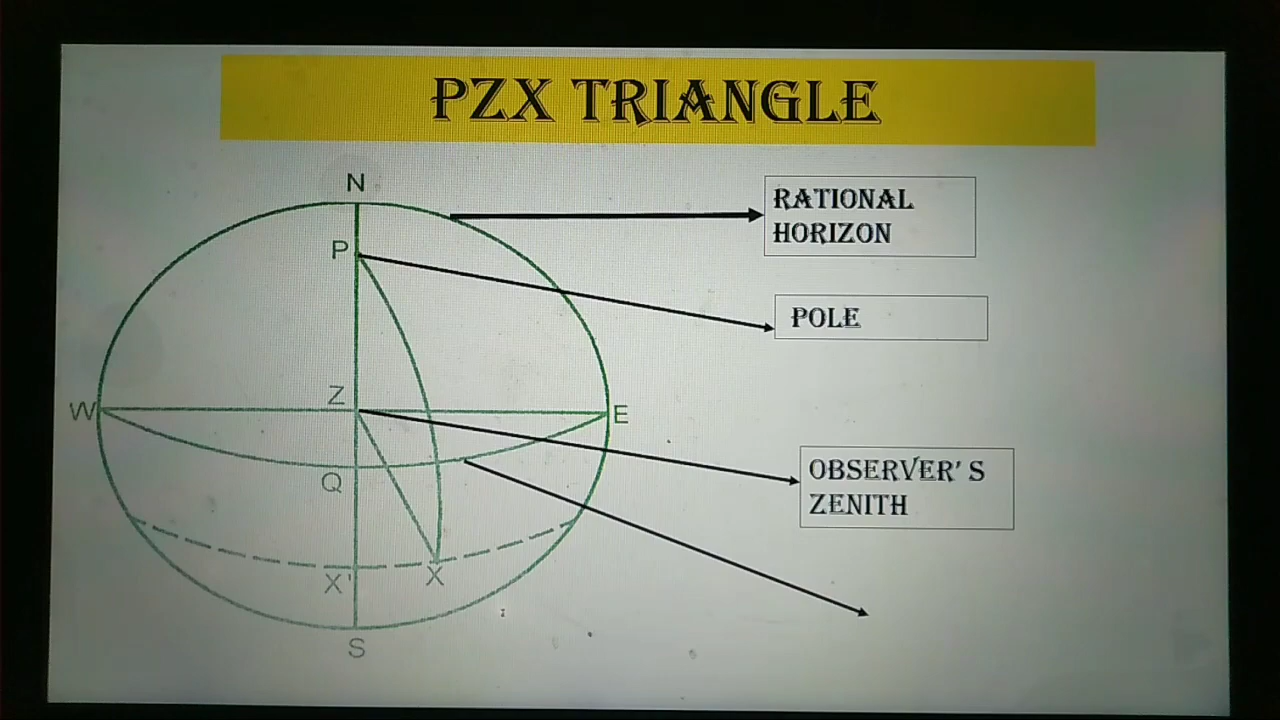 PZX TRIANGLE
N
RATIONAL
HORIZON
P
POLE
Z
W
E
OBSERVER' S
ZENITH
Q
X'
X
S